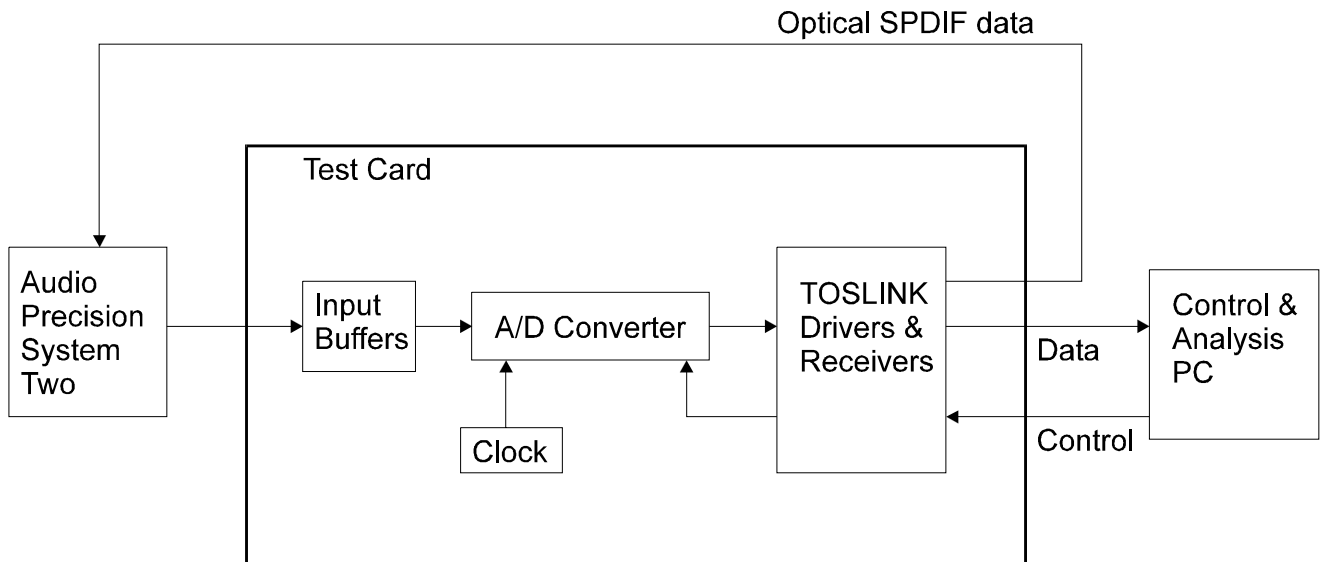 Optical SPDIF data
Test Card
Audio
Precision
System
Two
Input
Buffers
A/D Converter
Clock
TOSLINK
Drivers &
Receivers
Data
Control
Control &
Analysis
PC